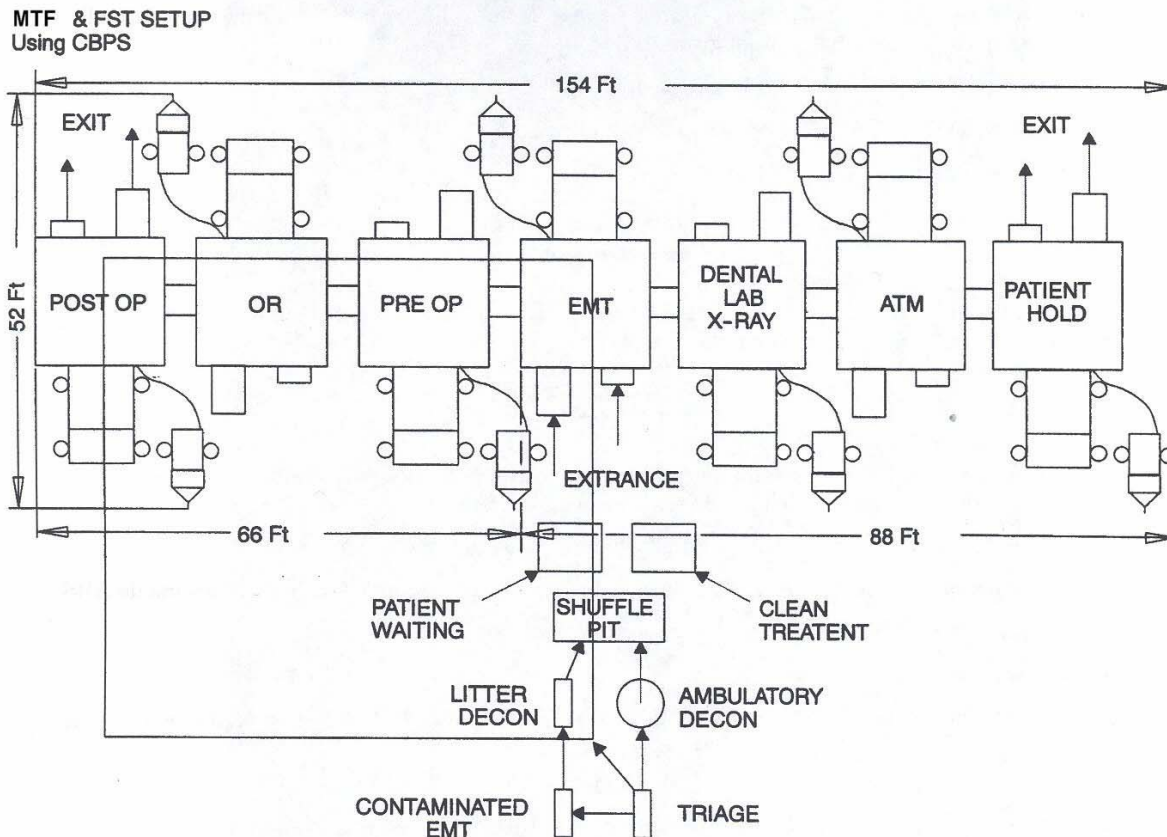 MTF & FST SETUP
Using CBPS
154 Ft
EXIT
EXIT
52 Ft
POST OP
OR
PRE OP
EMT
DENTAL
LAB
X-RAY
ATM
PATIENT
HOLD
EXTRANCE
66 Ft
88 Ft
PATIENT
WAITING
SHUFFLE
PIT
CLEAN
TREATENT
LITTER
DECON
AMBULATORY
DECON
CONTAMINATED
EMT
TRIAGE